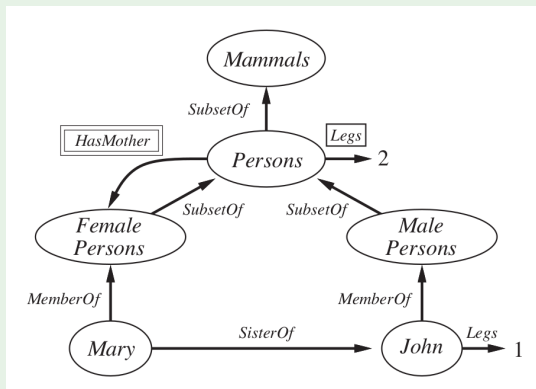 Mammals
SubsetOf
HasMother
Legs
Persons
2
SubsetOf
SubsetOf
Female
Persons
Male
Persons
MemberOf
MemberOf
SisterOf
Legs
Mary
John
1